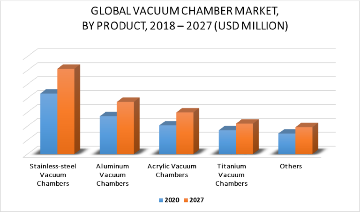 GLOBAL VACUUM CHAMBER MARKET,
BY PRODUCT, 2018 – 2027 (USD MILLION)
Stainless-steel
Vacuum
Chambers
Aluminum
Vacuum
Chambers
Acrylic Vacuum
Chambers
Titanium
Vacuum
Chambers
Others
2020 2027